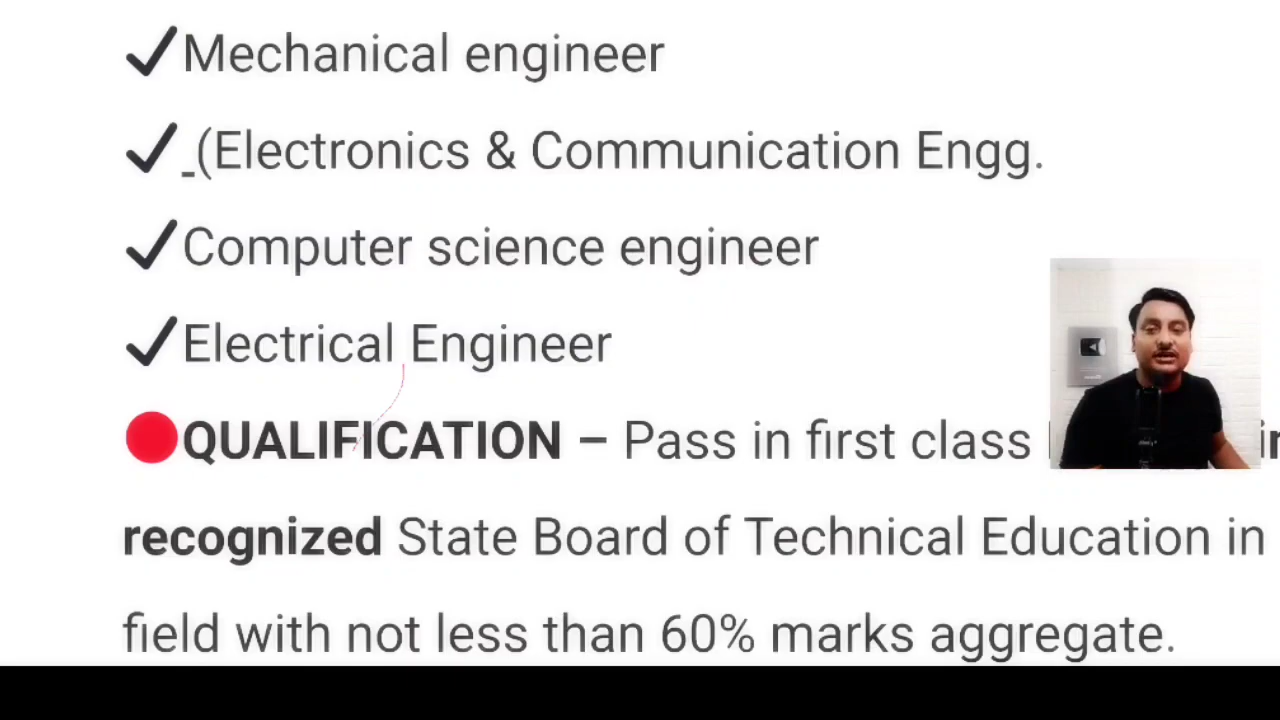 ✔Mechanical engineer
✔ (Electronics & Communication Engg.
✔Computer science engineer
✔Electrical Engineer
🔴QUALIFICATION – Pass in first class
recognized State Board of Technical Education in
field with not less than 60% marks aggregate.